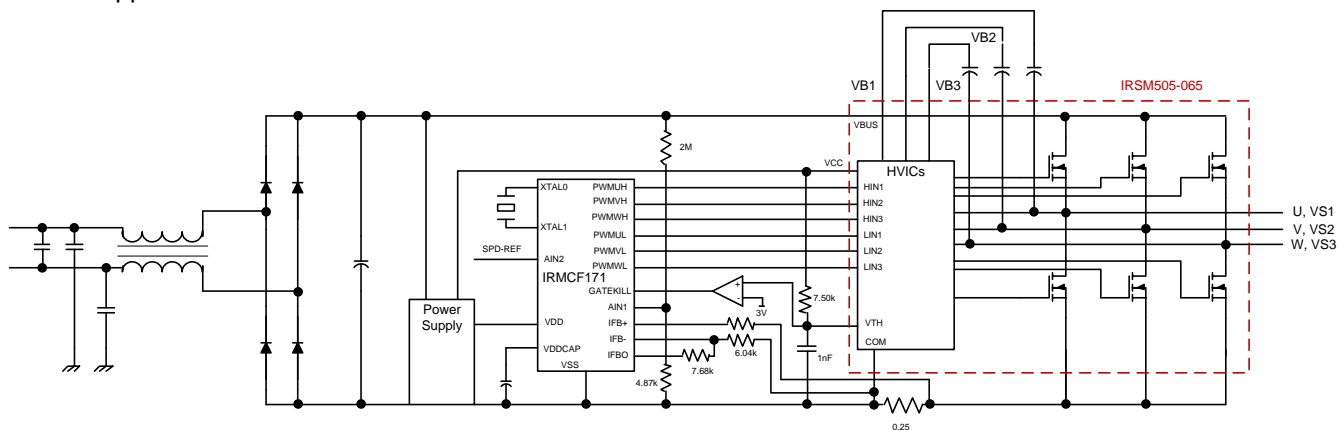 VB2
VB1
VB3
IRSM505-065
VBUS
2M
VCC
HVICs
XTAL0
PWMUH
HIN1
PWMVH
HIN2
PWMWH
HIN3
U, VS1
XTAL1
PWMUL
LIN1
V, VS2
SPD-REF
PWMVL
LIN2
W, VS3
AIN2
PWMWL
LIN3
IRMCF171
GATEKILL
+
-
3V
7.50k
Power
Supply
AIN1
VDD
IFB+
VTH
IFB-
6.04k
COM
VDDCAP
IFBO
7.68k
1nF
VSS
4.87k
0.25